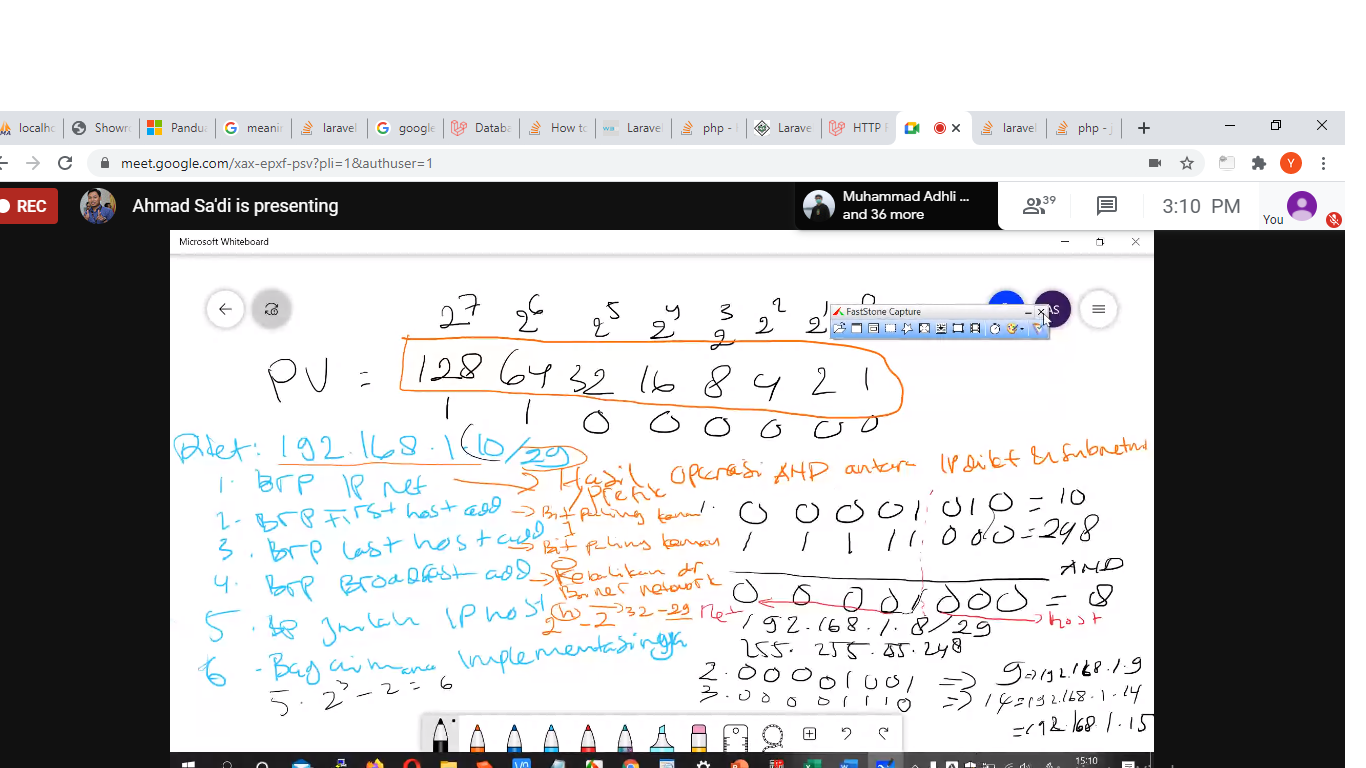 localho
Showr
Pandu
meanin
laravel
google
Databa
How to
Laravel
php -
Larave
HTTP
laravel
php - j
meet.google.com/xax-epxf-psv?pli=1&authuser=1
REC
Ahmad Sa'di is presenting
Muhammad Adhli ...
and 36 more
39
3:10 PM
You
Y
Microsoft Whiteboard
AS
FastStone Capture
2^7 2^6 2^5 2^4 2^3 2^2 2^1
PV = 128 64 32 16 8 4 2 1
1 1 0 0 0 0 0 0
Diket: 192.168.1.10/29
1. Brp IP net → Hasil Operasi AND antara IP diket & Subnetm
/Prefik
2. Brp First host add → Bit paling kanan 1
3. Brp last host add → Bit paling kanan 0
4. Brp Broadcast add → Kebalikan dr Biner network
5. Jmlah IP host 2^(h) - 2 → 32 - 29
6. Bagaimana Implementasinya
5. 2^3 - 2 = 6
1. 0 0 0 0 1 0 1 0 = 10
1 1 1 1 1 0 0 0 = 248
AND
0 0 0 0 1 0 0 0 = 8
Net
host
192.168.1.8/29
255. 255. 55. 248
2. 0 0 0 0 1 0 0 1 => 9 => 192.168.1.9
3. 0 0 0 0 1 1 1 0 => 14 = 192.168.1.14
= 192.168.1.15
15:10